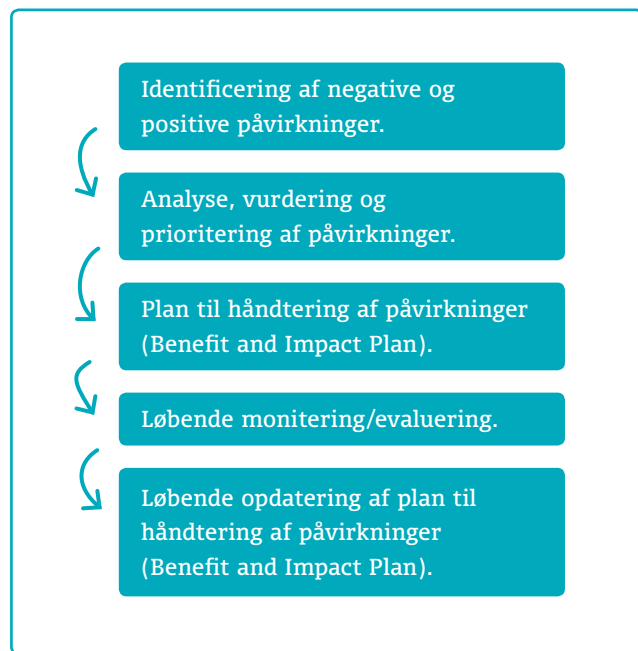 Identificering af negative og
positive påvirkninger.
Analyse, vurdering og
prioritering af påvirkninger.
Plan til håndtering af påvirkninger
(Benefit and Impact Plan).
Løbende monitering/evaluering.
Løbende opdatering af plan til
håndtering af påvirkninger
(Benefit and Impact Plan).